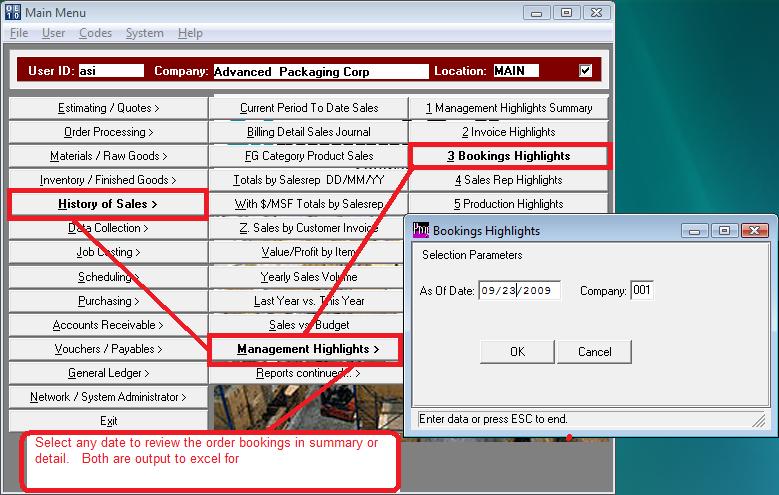 OE
10
Main Menu
File User Codes System Help
User ID: asi Company: Advanced Packaging Corp Location: MAIN
Estimating / Quotes >
Order Processing >
Materials / Raw Goods >
Inventory / Finished Goods >
History of Sales >
Data Collection >
Job Costing >
Scheduling >
Purchasing >
Accounts Receivable >
Vouchers / Payables >
General Ledger >
Network / System Administrator >
Exit
Current Period To Date Sales
Billing Detail Sales Journal
FG Category Product Sales
Totals by Salesrep DD/MM/YY
With $/MSF Totals by Salesrep
Z. Sales by Customer Invoice
Value/Profit by Item
Yearly Sales Volume
Last Year vs. This Year
Sales vs. Budget
Management Highlights >
Reports continued... >
1 Management Highlights Summary
2 Invoice Highlights
3 Bookings Highlights
4 Sales Rep Highlights
5 Production Highlights
Bookings Highlights
Selection Parameters
As Of Date: 09/23/2009 Company: 001
OK Cancel
Enter data or press ESC to end.
Select any date to review the order bookings in summary or
detail. Both are output to excel for